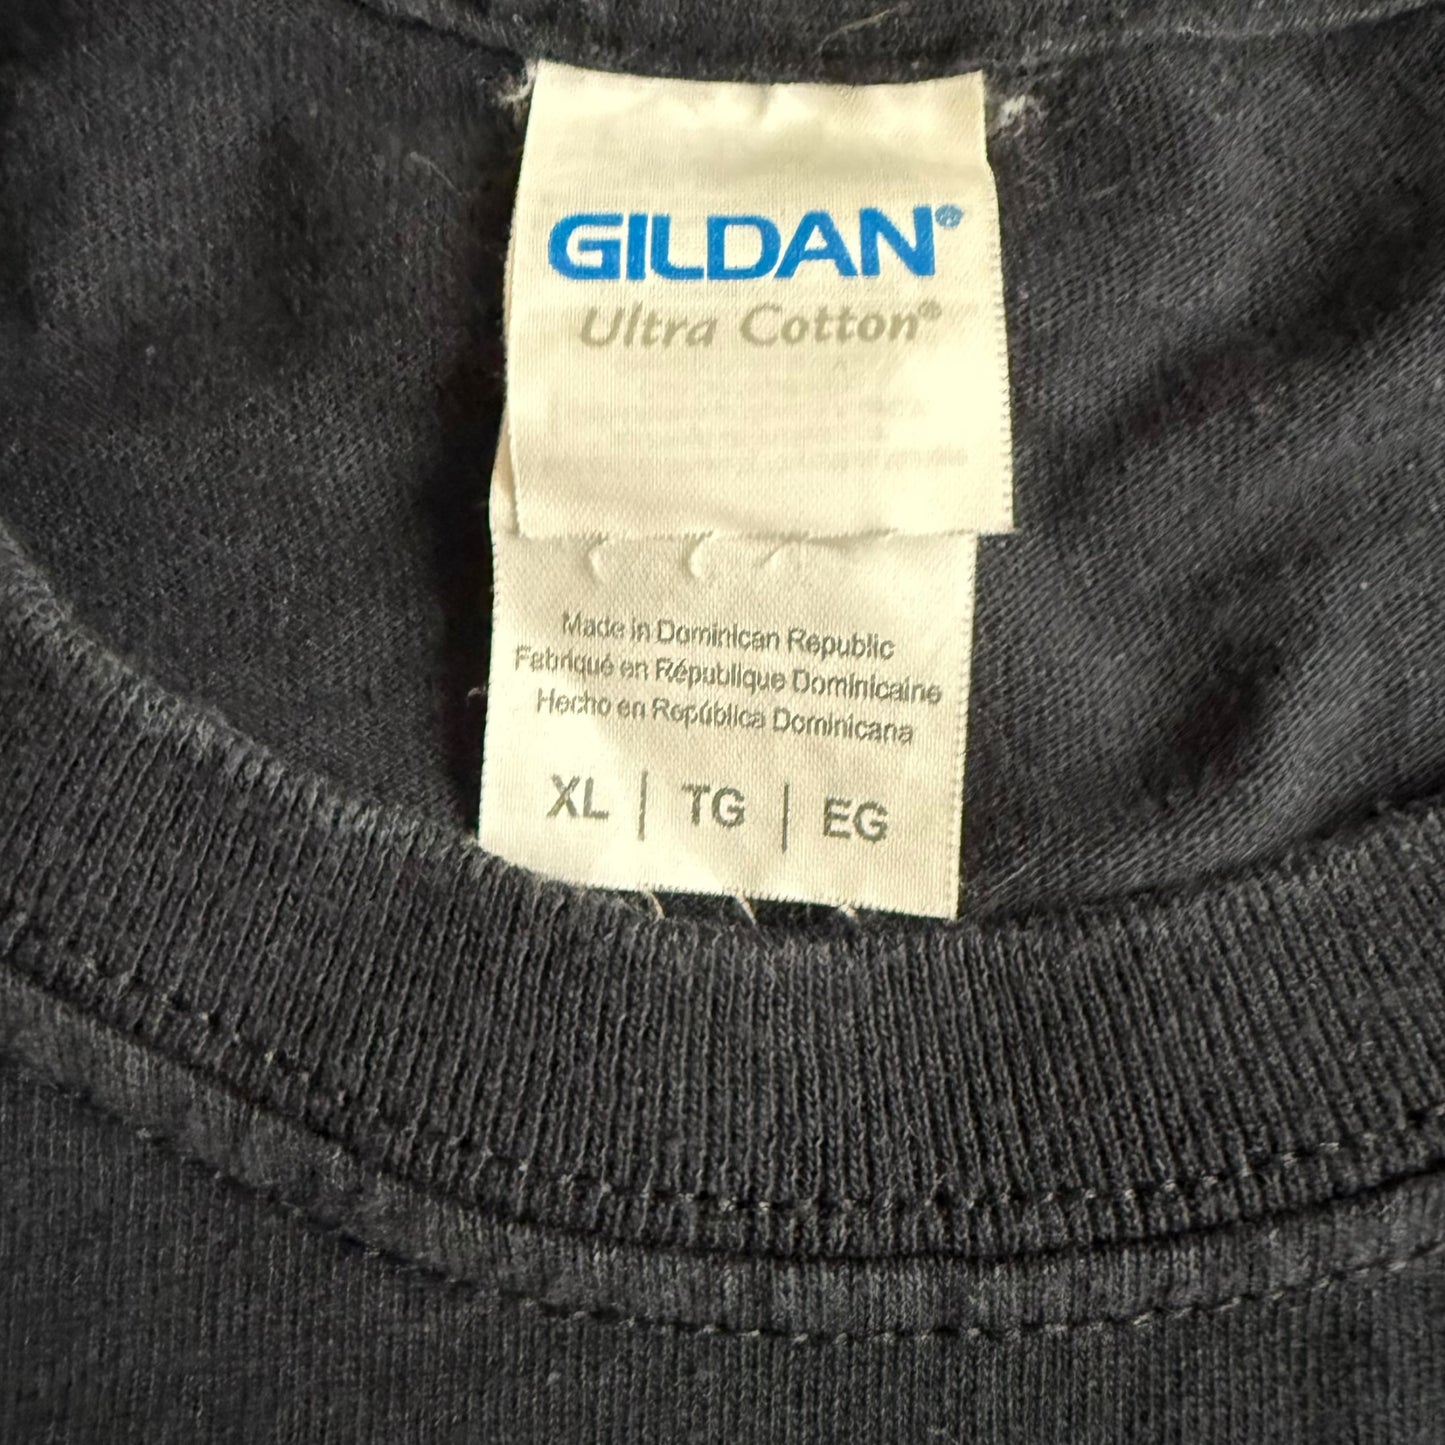 GILDAN®
Ultra Cotton®
Made in Dominican Republic
Fabriqué en République Dominicaine
Hecho en República Dominicana
XL | TG | EG